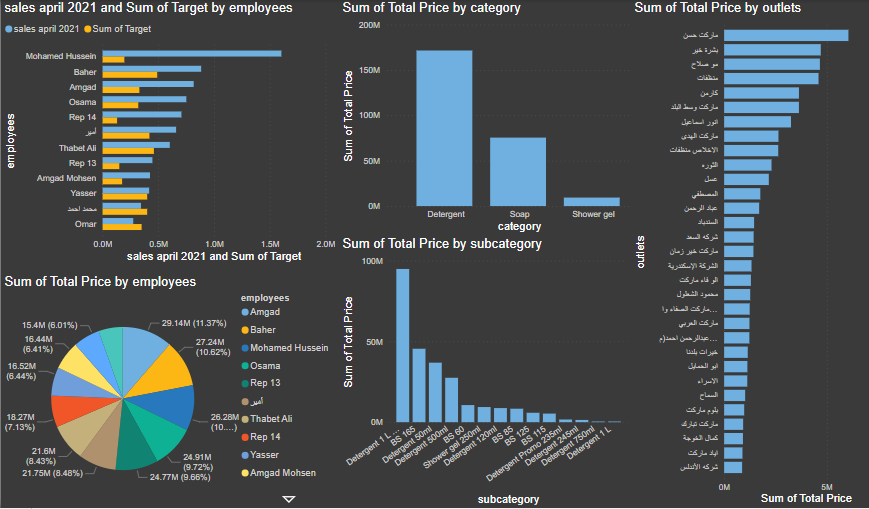 sales april 2021 and Sum of Target by employees
sales april 2021 Sum of Target
employees
Mohamed Hussein
Baher
Amgad
Osama
Rep 14
أمير
Thabet Ali
Rep 13
Amgad Mohsen
Yasser
محمد احمد
Omar
0.0M 0.5M 1.0M 1.5M 2.0M
sales april 2021 and Sum of Target
Sum of Total Price by employees
29.14M (11.37%)
27.24M
(10.62%)
26.28M
(10....)
24.91M
(9.72%)
24.77M (9.66%)
21.75M (8.48%)
21.6M
(8.43%)
18.27M
(7.13%)
16.52M
(6.44%)
16.44M
(6.41%)
15.4M (6.01%)
employees
Amgad
Baher
Mohamed Hussein
Osama
Rep 13
أمير
Thabet Ali
Rep 14
Yasser
Amgad Mohsen
Sum of Total Price by category
Sum of Total Price
200M
150M
100M
50M
0M
Detergent Soap Shower gel
category
Sum of Total Price by subcategory
Sum of Total Price
100M
50M
0M
Detergent 1 L ...
BS 165
Detergent 50ml
Detergent 500ml
BS 60
Shower gel 250ml
Detergent 120ml
BS 85
BS 125
BS 115
Detergent Promo 235ml
Detergent 245ml
Detergent 750ml
Detergent 1 L
subcategory
Sum of Total Price by outlets
outlets
ماركت حسن
بشرة خير
مو صلاح
منظفات
كارمن
ماركت وسط البلد
انور اسماعيل
ماركت الهدي
الاخلاص منظفات
الثوره
عسل
المصطفي
عباد الرحمن
السندباد
شركه السعد
ماركت خير زمان
الشركة الإسكندرية
الو فاء ماركت
محمود الشطول
ماركت الصفاء وا...
ماركت العربي
عبدالرحمن احمد(م...
خيرات بلدنا
ابو الحمايل
الاسراء
السماح
بلوم ماركت
ماركت تبارك
كمال الخوجة
اياد ماركت
شركه الأندلس
0M 5M
Sum of Total Price